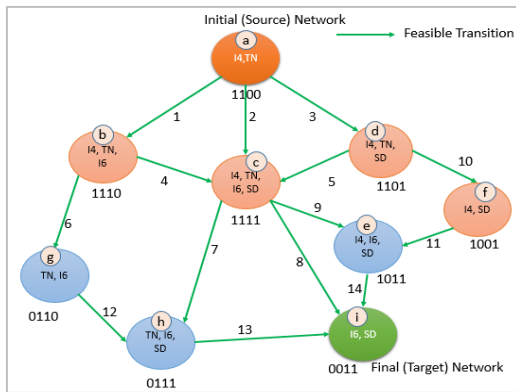 Initial (Source) Network
Feasible Transition
a
I4,TN
1100
1
2
3
b
I4, TN,
I6
1110
d
I4, TN,
SD
1101
10
c
I4, TN,
I6, SD
1111
4
5
f
I4, SD
1001
6
9
e
I4, I6,
SD
1011
11
g
TN, I6
0110
7
8
14
12
h
TN, I6,
SD
0111
13
i
I6, SD
0011
Final (Target) Network